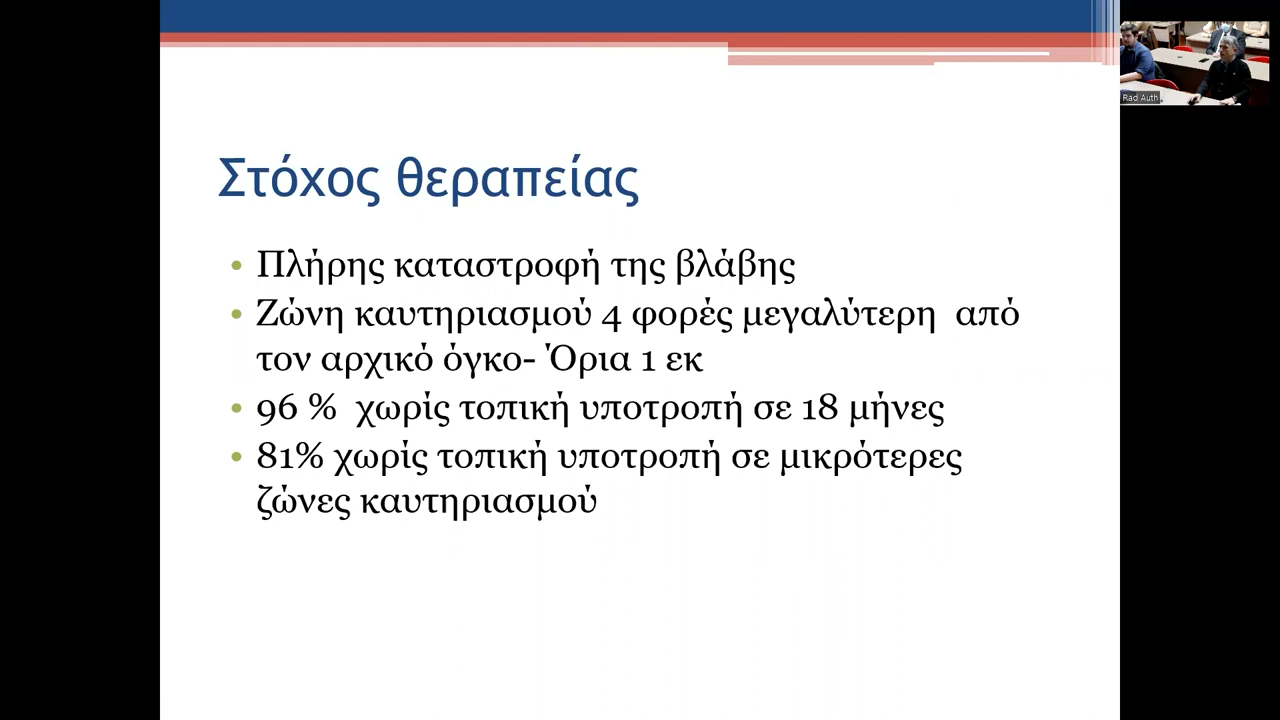 Στόχος θεραπείας
• Πλήρης καταστροφή της βλάβης
• Ζώνη καυτηριασμού 4 φορές μεγαλύτερη από
τον αρχικό όγκο- Όρια 1 εκ
• 96 % χωρίς τοπική υποτροπή σε 18 μήνες
• 81% χωρίς τοπική υποτροπή σε μικρότερες
ζώνες καυτηριασμού
Rad Auth